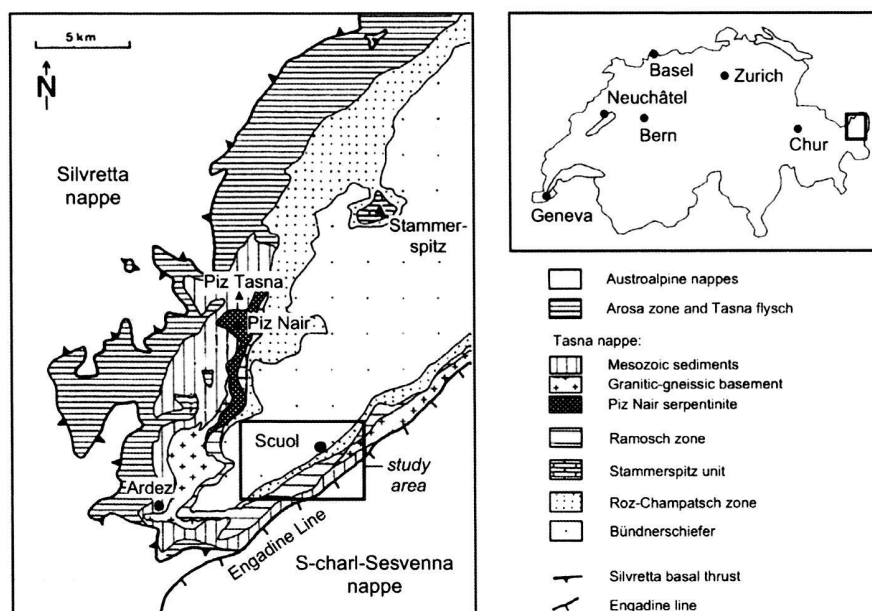 5 km
N
Silvretta
nappe
Stammer-
spitz
Piz Tasna
Piz Nair
Scuol
study
area
Ardez
Engadine Line
S-charl-Sesvenna
nappe
Basel
Zurich
Neuchâtel
Bern
Chur
Geneva
Austroalpine nappes
Arosa zone and Tasna flysch
Tasna nappe:
Mesozoic sediments
Granitic-gneissic basement
Piz Nair serpentinite
Ramosch zone
Stammerspitz unit
Roz-Champatsch zone
Bündnerschiefer
Silvretta basal thrust
Engadine line